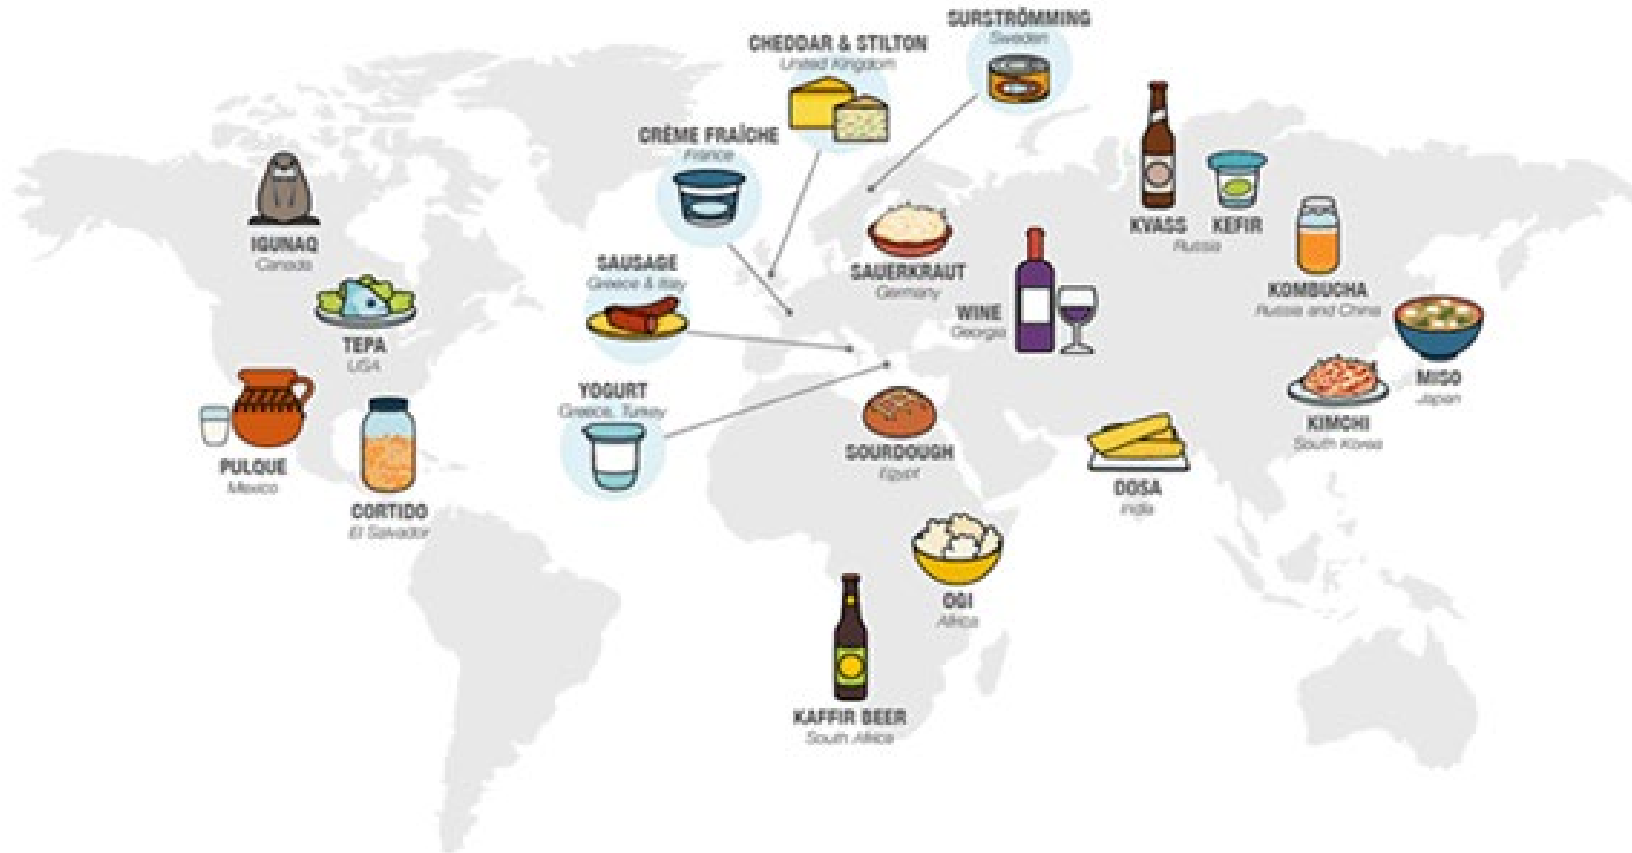 SURSTRÖMMING
Sweden
CHEDDAR & STILTON
United Kingdom
CRÈME FRAÎCHE
France
IGUNAQ
Canada
SAUSAGE
Greece & Italy
SAUERKRAUT
Germany
KVASS
KEFIR
Russia
KOMBUCHA
Russia and China
WINE
Georgia
TEPA
USA
MISO
Japan
YOGURT
Greece, Turkey
KIMCHI
South Korea
SOURDOUGH
Egypt
PULQUE
Mexico
DOSA
India
CORTIDO
El Salvador
OGI
Africa
KAFFIR BEER
South Africa